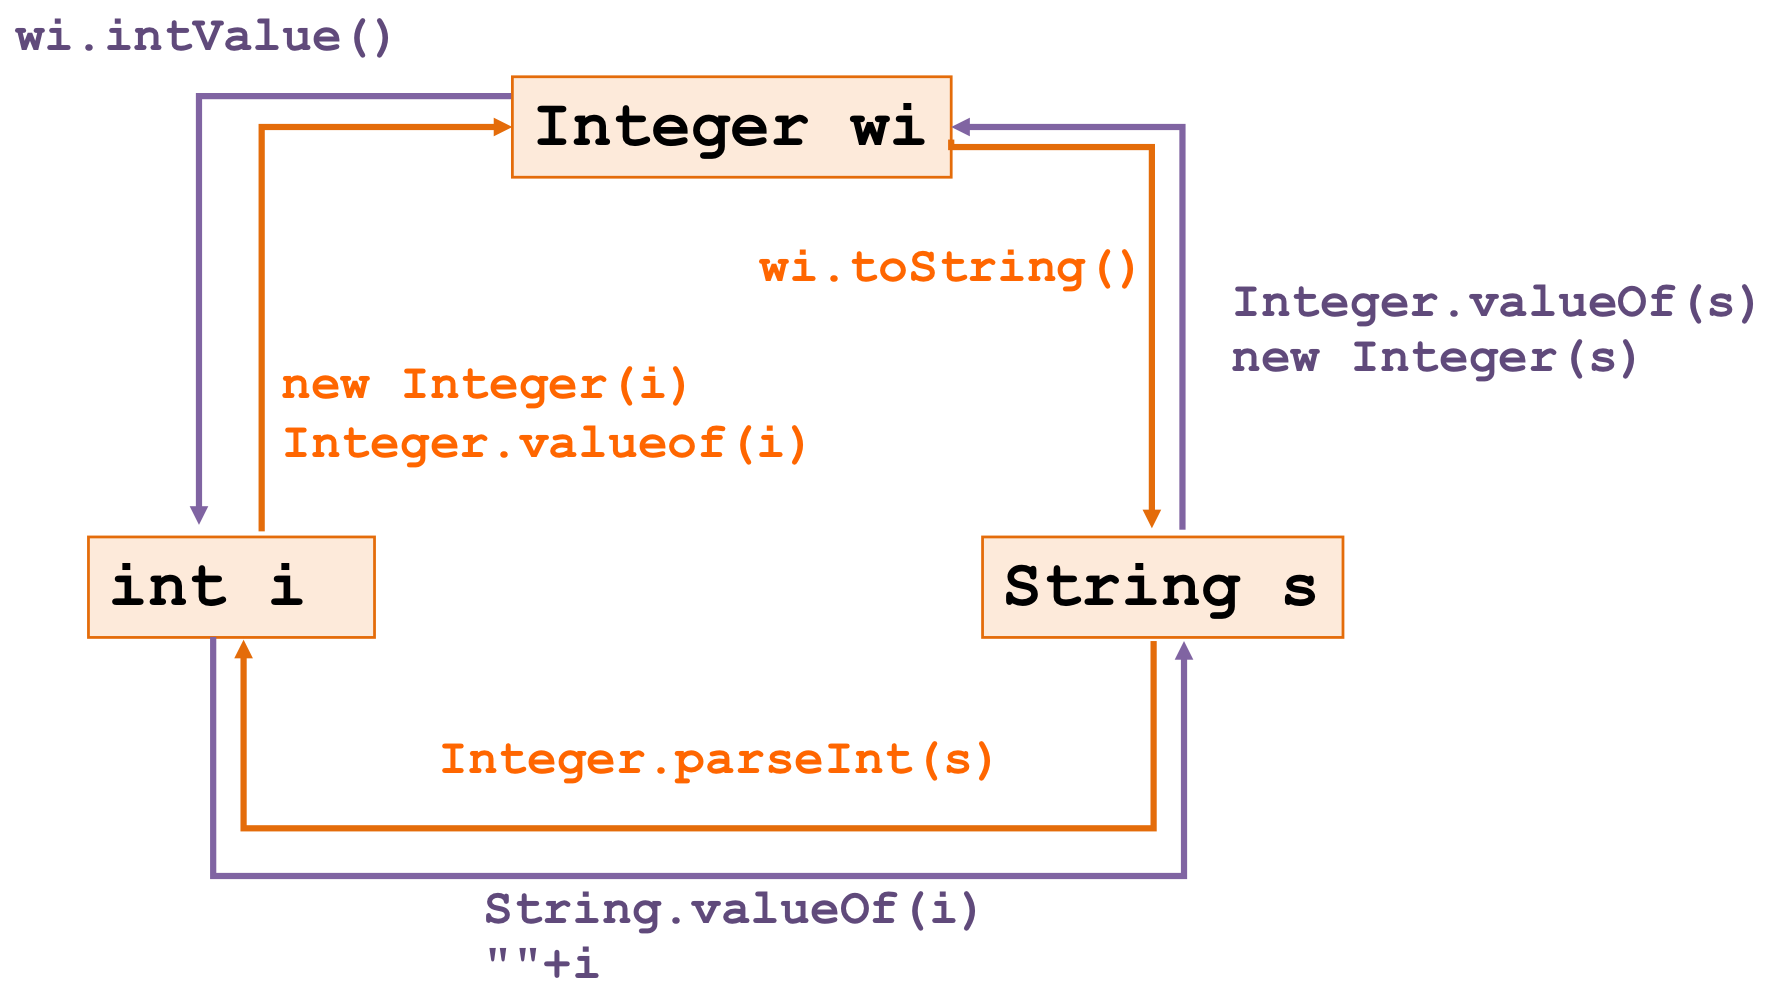 wi.intValue()
Integer wi
wi.toString()
Integer.valueOf(s)
new Integer(s)
new Integer(i)
Integer.valueof(i)
int i
String s
Integer.parseInt(s)
String.valueOf(i)
""+i